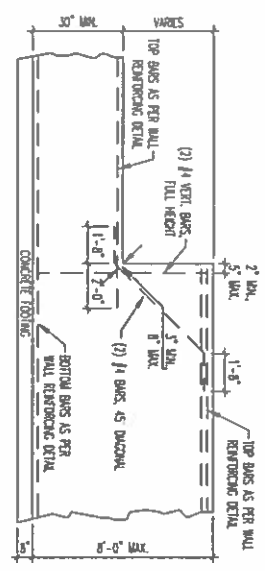 30" MIN.
VARIES
TOP BARS AS PER WALL
REINFORCING DETAIL
(2) #4 VERT. BARS,
FULL HEIGHT
2" MIN.
5" MAX.
1'-8"
2'-0"
3" MIN.
8" MAX.
1'-8"
(2) #4 BARS, 45° DIAGONAL
TOP BARS AS PER WALL
REINFORCING DETAIL
CONCRETE FOOTING
BOTTOM BARS AS PER
WALL REINFORCING DETAIL
8"
8'-0" MAX.